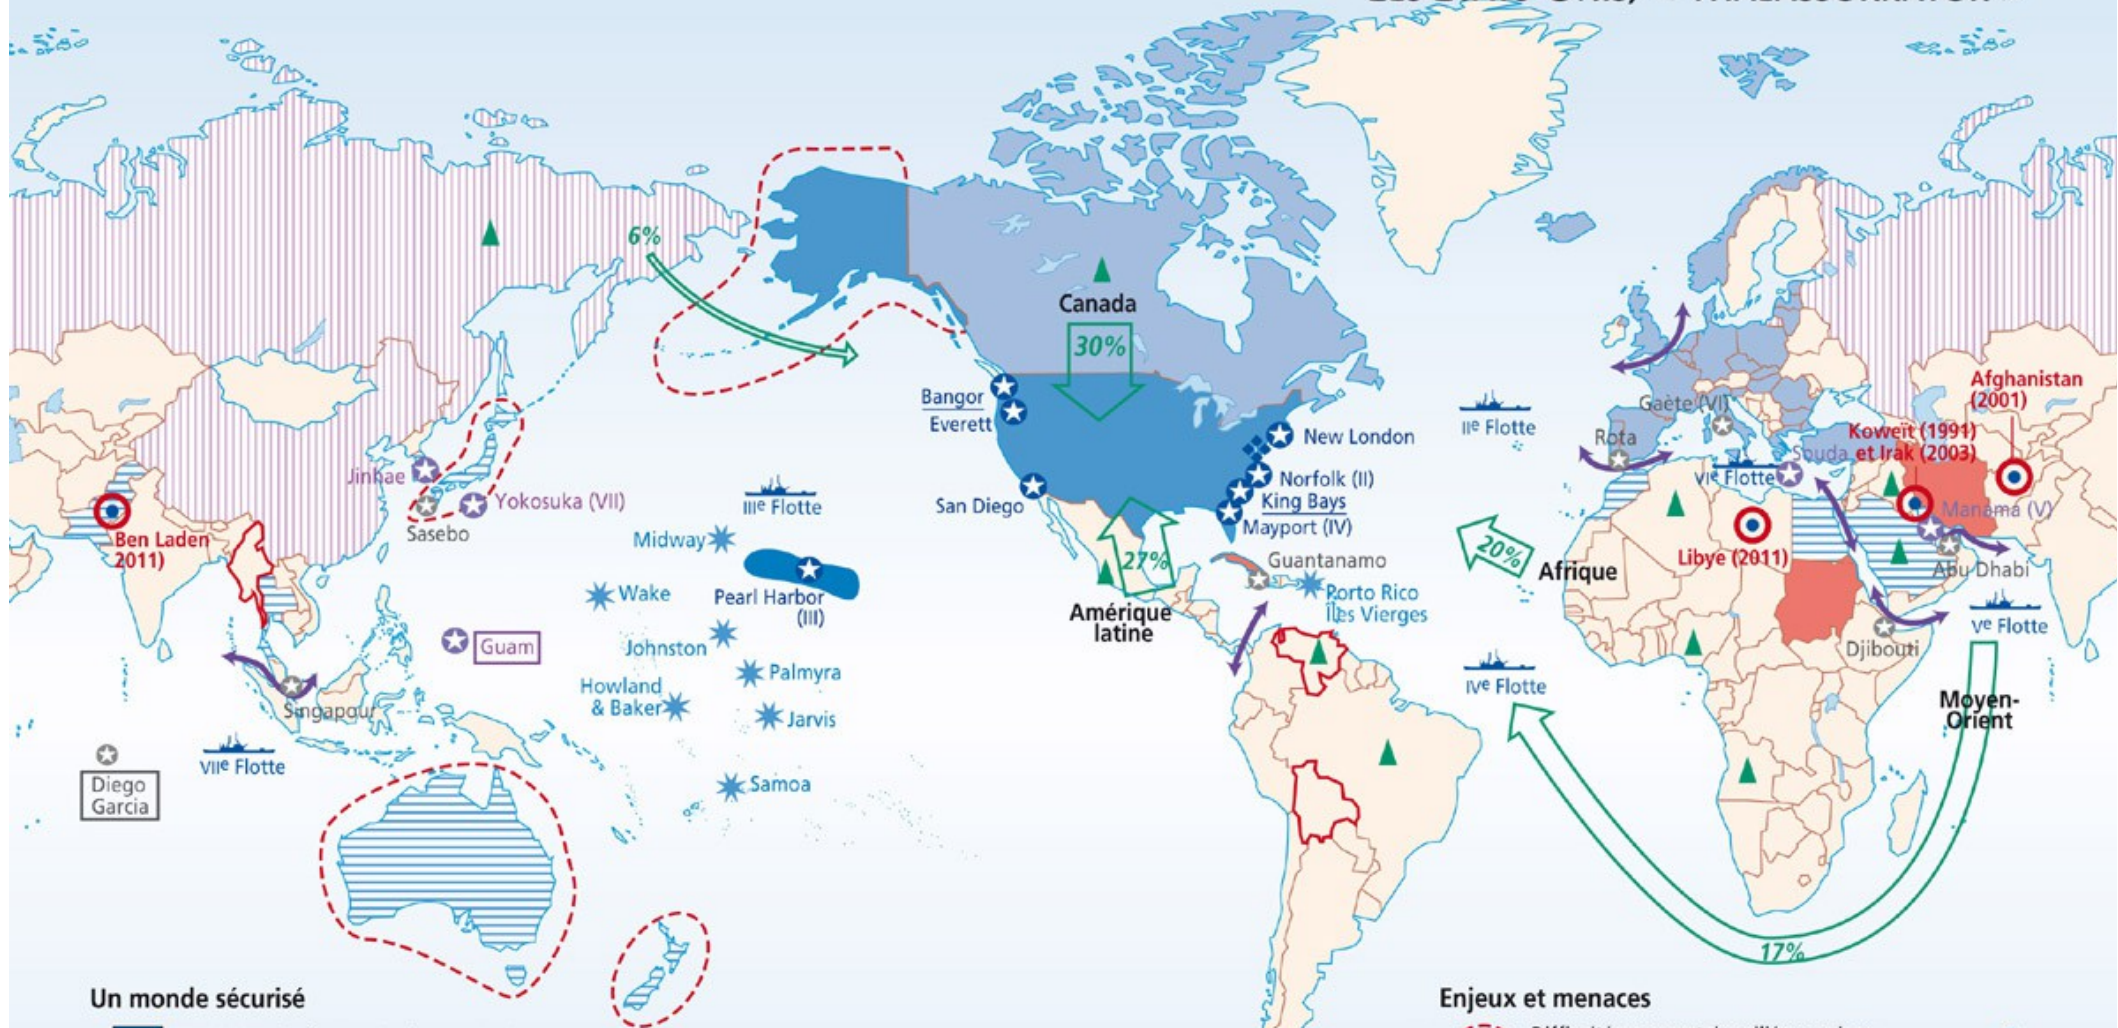 6%
Canada
30%
Bangor
Everett
San Diego
New London
Norfolk (II)
King Bays
Mayport (IV)
IIe Flotte
Gaète (VI)
Rota
Afghanistan
(2001)
Koweït (1991)
et Irak (2003)
Souda
VIe Flotte
Manama (V)
Libye (2011)
Abu Dhabi
Ve Flotte
Djibouti
Moyen-
Orient
Afrique
20%
27%
Guantanamo
Porto Rico
Îles Vierges
Amérique
latine
IVe Flotte
17%
Jinhae
Yokosuka (VII)
Sasebo
Ben Laden
2011)
IIIe Flotte
Midway
Wake
Pearl Harbor
(III)
Johnston
Palmyra
Howland
& Baker
Jarvis
Samoa
Guam
Singapour
VIIe Flotte
Diego
Garcia
Un monde sécurisé
Enjeux et menaces